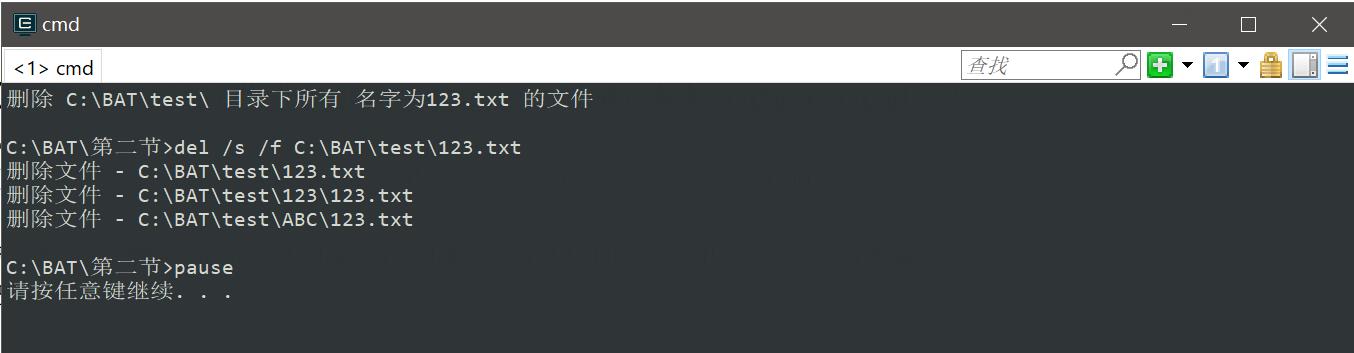 cmd
<1> cmd
查找
1
删除 C:\BAT\test\ 目录下所有 名字为123.txt 的文件
C:\BAT\第二节>del /s /f C:\BAT\test\123.txt
删除文件 - C:\BAT\test\123.txt
删除文件 - C:\BAT\test\123\123.txt
删除文件 - C:\BAT\test\ABC\123.txt
C:\BAT\第二节>pause
请按任意键继续. . .